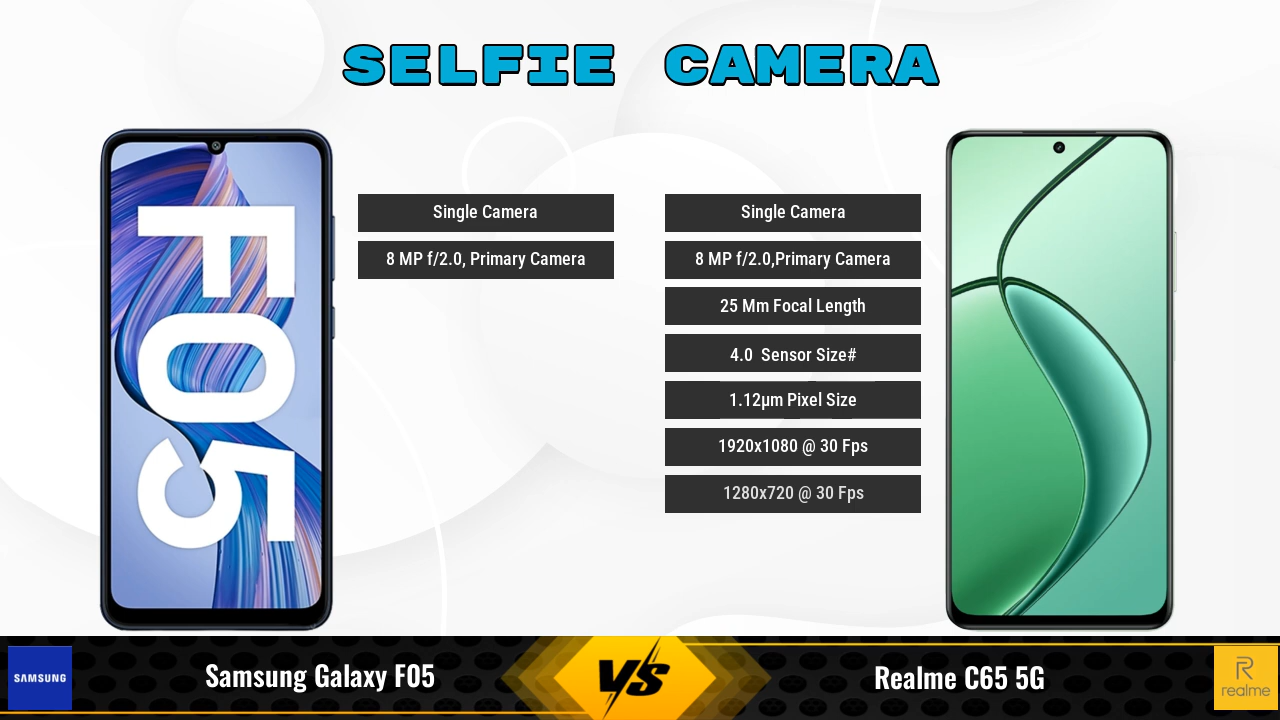 SELFIE CAMERA
F05
Single Camera
8 MP f/2.0, Primary Camera
Single Camera
8 MP f/2.0,Primary Camera
25 Mm Focal Length
4.0  Sensor Size#
1.12μm Pixel Size
1920x1080 @ 30 Fps
1280x720 @ 30 Fps
SAMSUNG
Samsung Galaxy F05
VS
Realme C65 5G
R
realme